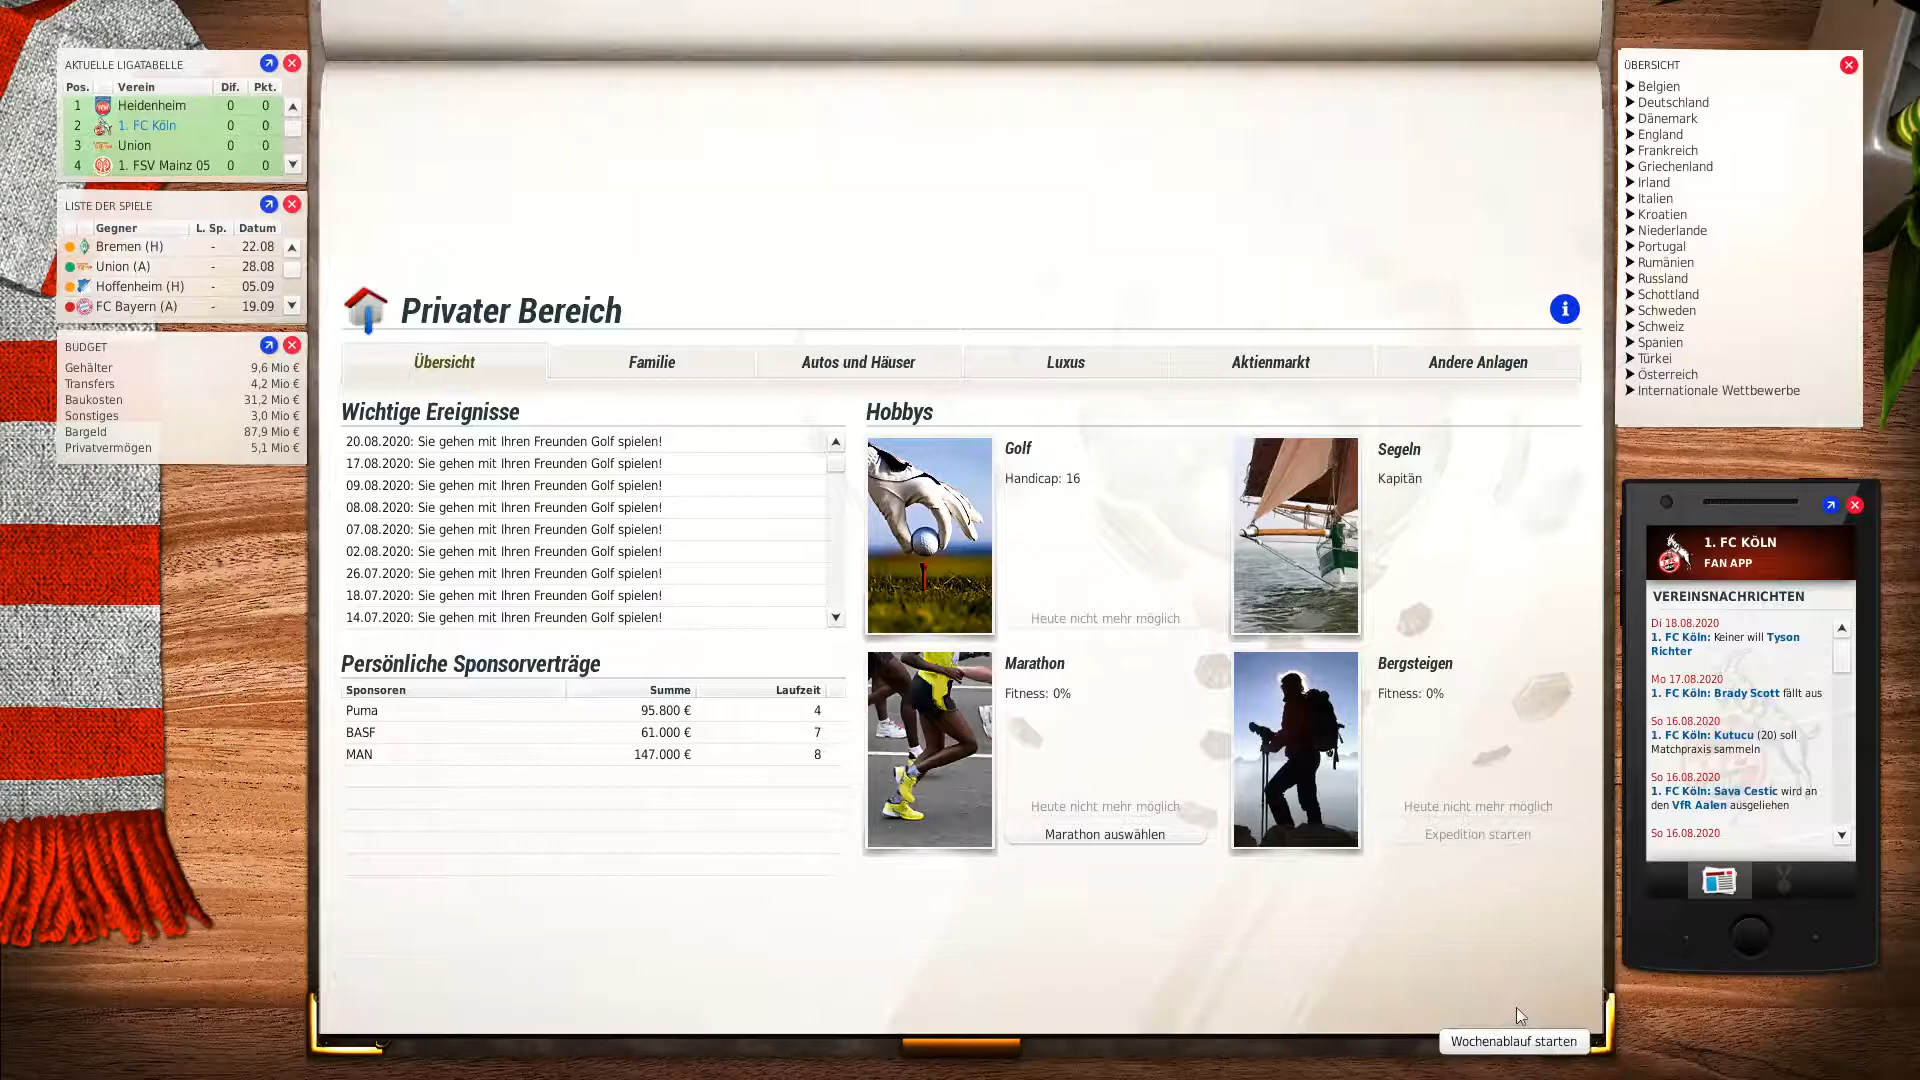 AKTUELLE LIGATABELLE
Pos. Verein Dif. Pkt.
1 Heidenheim 0 0
2 1. FC Köln 0 0
3 Union 0 0
4 1. FSV Mainz 05 0 0
LISTE DER SPIELE
Gegner L. Sp. Datum
Bremen (H) - 22.08
Union (A) - 28.08
Hoffenheim (H) - 05.09
FC Bayern (A) - 19.09
BUDGET
Gehälter 9,6 Mio €
Transfers 4,2 Mio €
Baukosten 31,2 Mio €
Sonstiges 3,0 Mio €
Bargeld 87,9 Mio €
Privatvermögen 5,1 Mio €
Privater Bereich
Übersicht Familie Autos und Häuser Luxus Aktienmarkt Andere Anlagen
Wichtige Ereignisse
20.08.2020: Sie gehen mit Ihren Freunden Golf spielen!
17.08.2020: Sie gehen mit Ihren Freunden Golf spielen!
09.08.2020: Sie gehen mit Ihren Freunden Golf spielen!
08.08.2020: Sie gehen mit Ihren Freunden Golf spielen!
07.08.2020: Sie gehen mit Ihren Freunden Golf spielen!
02.08.2020: Sie gehen mit Ihren Freunden Golf spielen!
26.07.2020: Sie gehen mit Ihren Freunden Golf spielen!
18.07.2020: Sie gehen mit Ihren Freunden Golf spielen!
14.07.2020: Sie gehen mit Ihren Freunden Golf spielen!
Persönliche Sponsorverträge
Sponsoren Summe Laufzeit
Puma 95.800 € 4
BASF 61.000 € 7
MAN 147.000 € 8
Hobbys
Golf
Handicap: 16
Heute nicht mehr möglich
Segeln
Kapitän
Marathon
Fitness: 0%
Heute nicht mehr möglich
Marathon auswählen
Bergsteigen
Fitness: 0%
Heute nicht mehr möglich
Expedition starten
Wochenablauf starten
ÜBERSICHT
Belgien
Deutschland
Dänemark
England
Frankreich
Griechenland
Irland
Italien
Kroatien
Niederlande
Portugal
Rumänien
Russland
Schottland
Schweden
Schweiz
Spanien
Türkei
Österreich
Internationale Wettbewerbe
1. FC KÖLN
FAN APP
VEREINSNACHRICHTEN
Di 18.08.2020
1. FC Köln: Keiner will Tyson
Richter
Mo 17.08.2020
1. FC Köln: Brady Scott fällt aus
So 16.08.2020
1. FC Köln: Kutucu (20) soll
Matchpraxis sammeln
So 16.08.2020
1. FC Köln: Sava Cestic wird an
den VfR Aalen ausgeliehen
So 16.08.2020